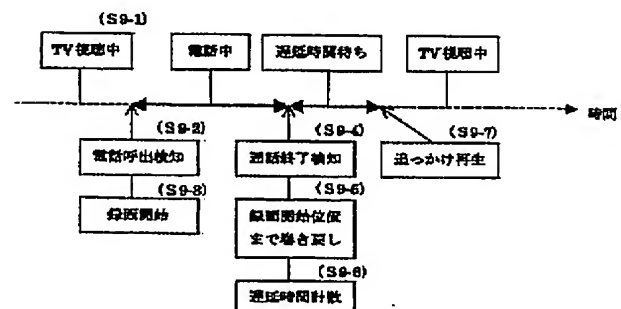 (S9-1)
TV視聴中
電話中
遅延時間待ち
TV視聴中
時間
(S9-2)
(S9-4)
(S9-7)
電話呼出検知
通話終了検知
追っかけ再生
(S9-3)
(S9-5)
録画開始
録画開始位置
まで巻き戻し
(S9-6)
遅延時間計数